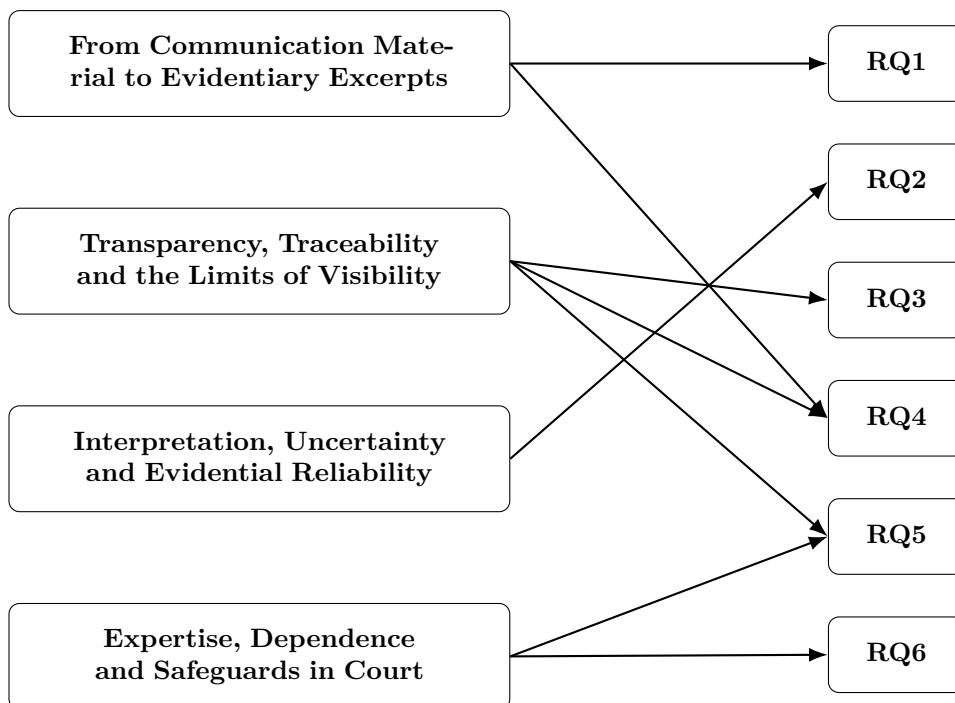 From Communication Mate-
rial to Evidentiary Excerpts
RQ1
RQ2
Transparency, Traceability
and the Limits of Visibility
RQ3
RQ4
Interpretation, Uncertainty
and Evidential Reliability
RQ5
Expertise, Dependence
and Safeguards in Court
RQ6